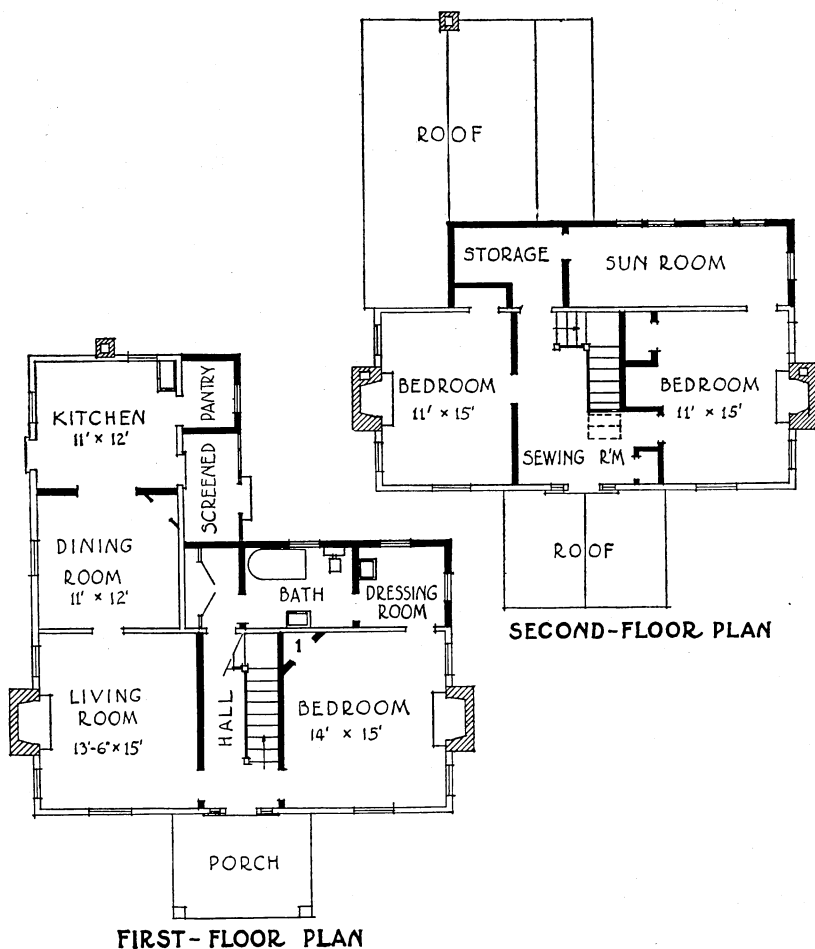 ROOF
STORAGE
SUN ROOM
BEDROOM
11' × 15'
BEDROOM
11' × 15'
SEWING R'M
ROOF
SECOND-FLOOR PLAN
KITCHEN
11' × 12'
PANTRY
SCREENED
DINING
ROOM
11' × 12'
BATH
DRESSING
ROOM
1
LIVING
ROOM
13'-6" × 15'
HALL
BEDROOM
14' × 15'
PORCH
FIRST-FLOOR PLAN